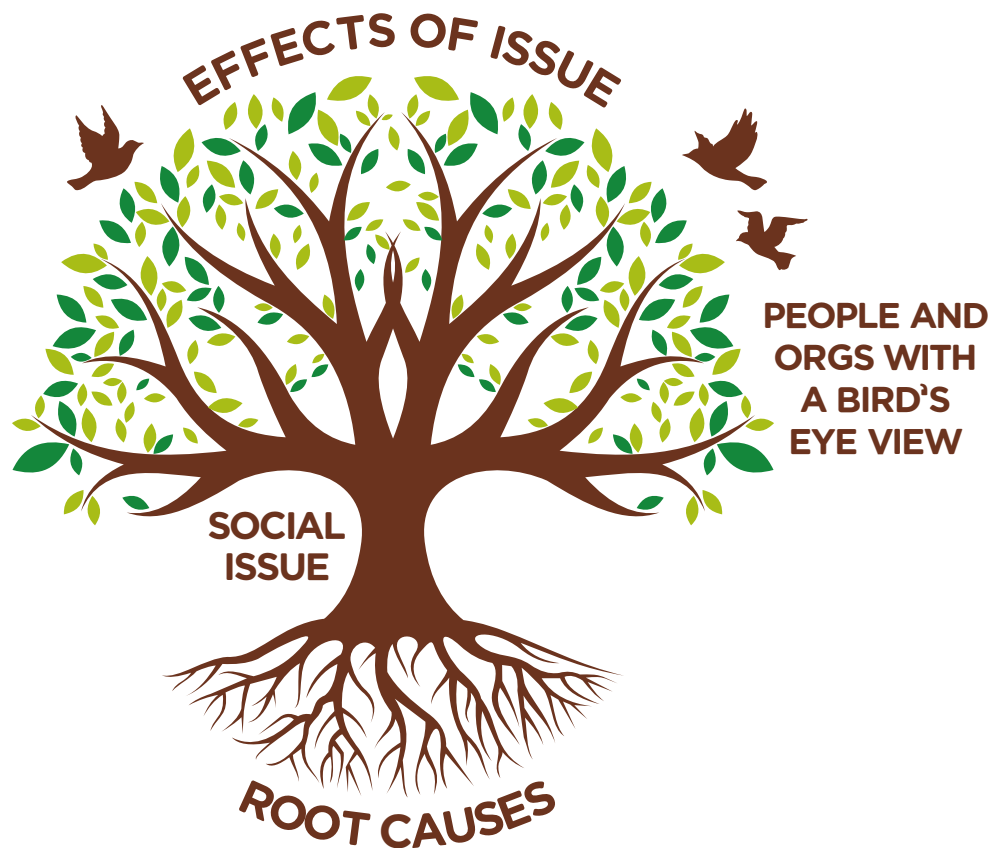 EFFECTS OF ISSUE
PEOPLE AND
ORGS WITH
A BIRD'S
EYE VIEW
SOCIAL
ISSUE
ROOT CAUSES